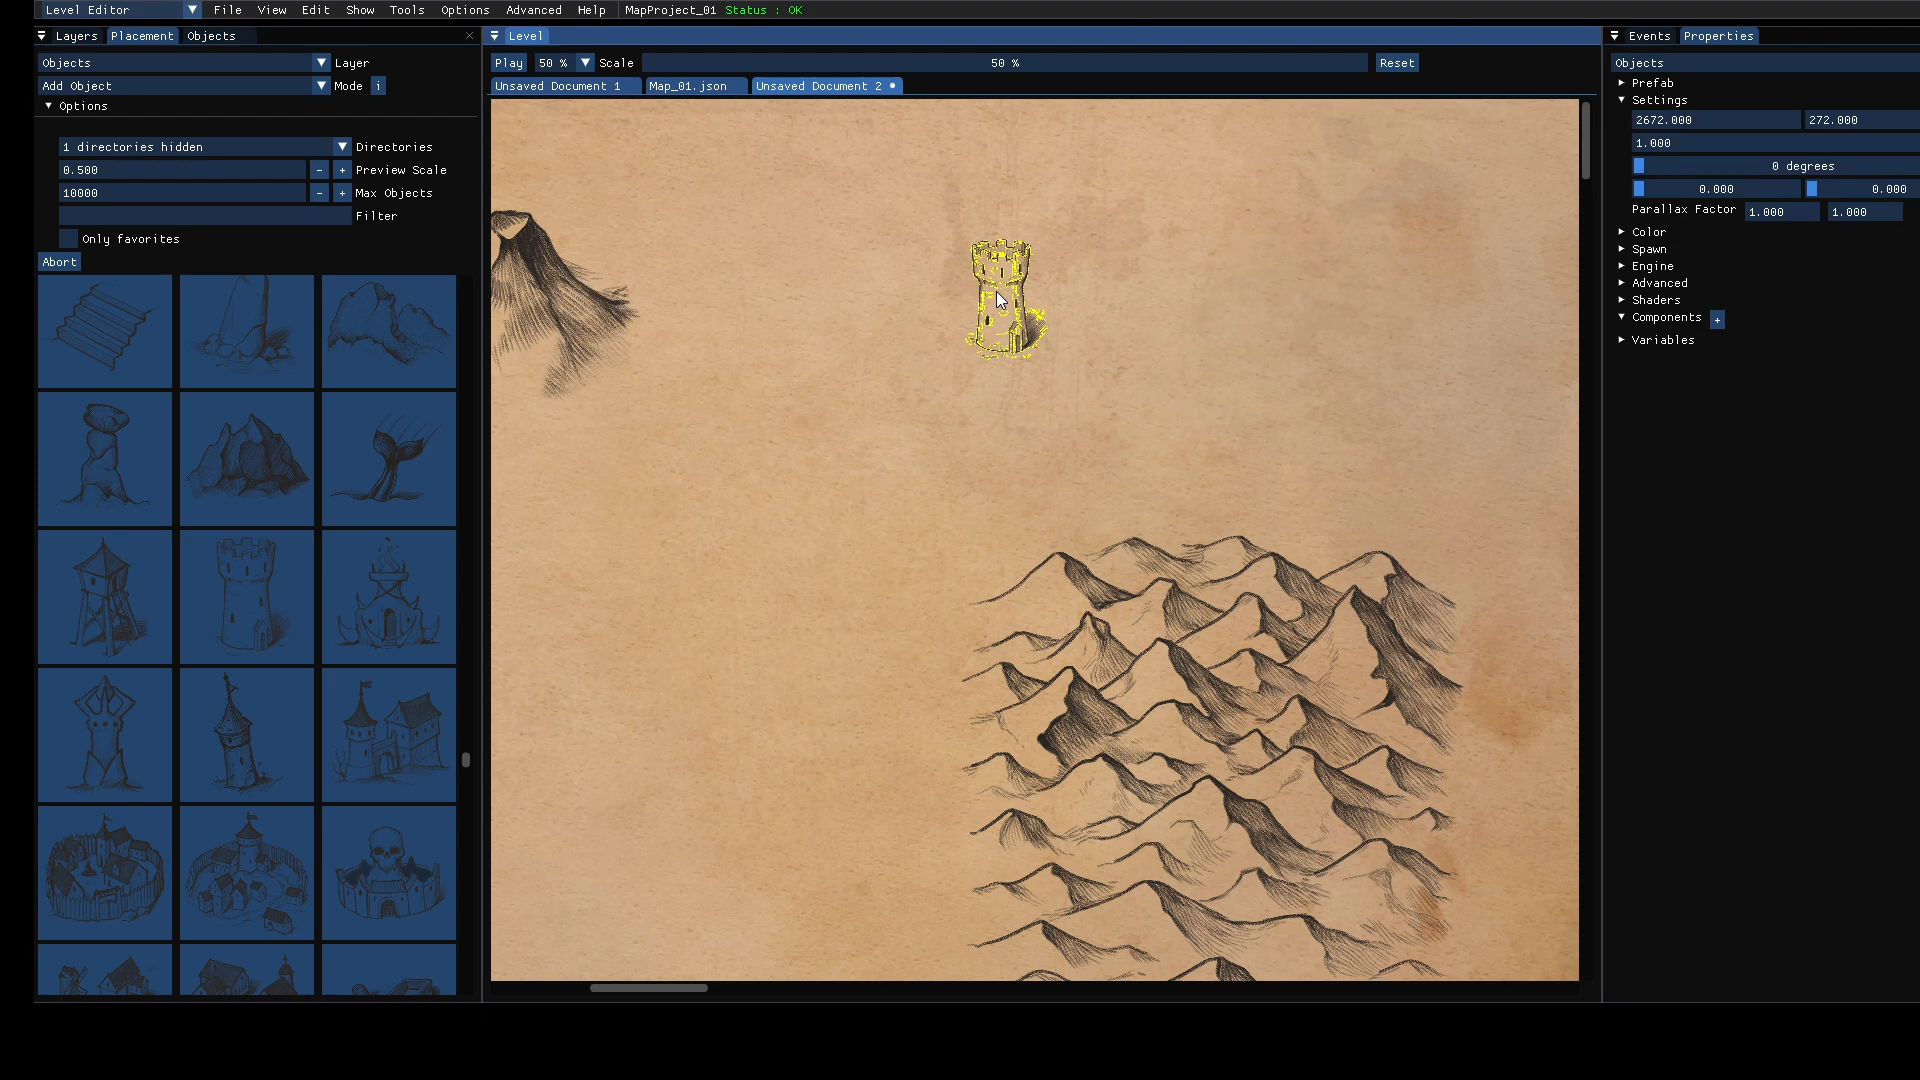 Level Editor File View Edit Show Tools Options Advanced Help MapProject_01 Status : OK
Layers Placement Objects
Objects Layer
Add Object Mode i
Options
1 directories hidden Directories
0.500 - + Preview Scale
10000 - + Max Objects
Filter
Only favorites
Abort
Level
Play 50 % Scale 50 % Reset
Unsaved Document 1 Map_01.json Unsaved Document 2
Events Properties
Objects
Prefab
Settings
2672.000 272.000
1.000
0 degrees
0.000 0.000
Parallax Factor 1.000 1.000
Color
Spawn
Engine
Advanced
Shaders
Components +
Variables